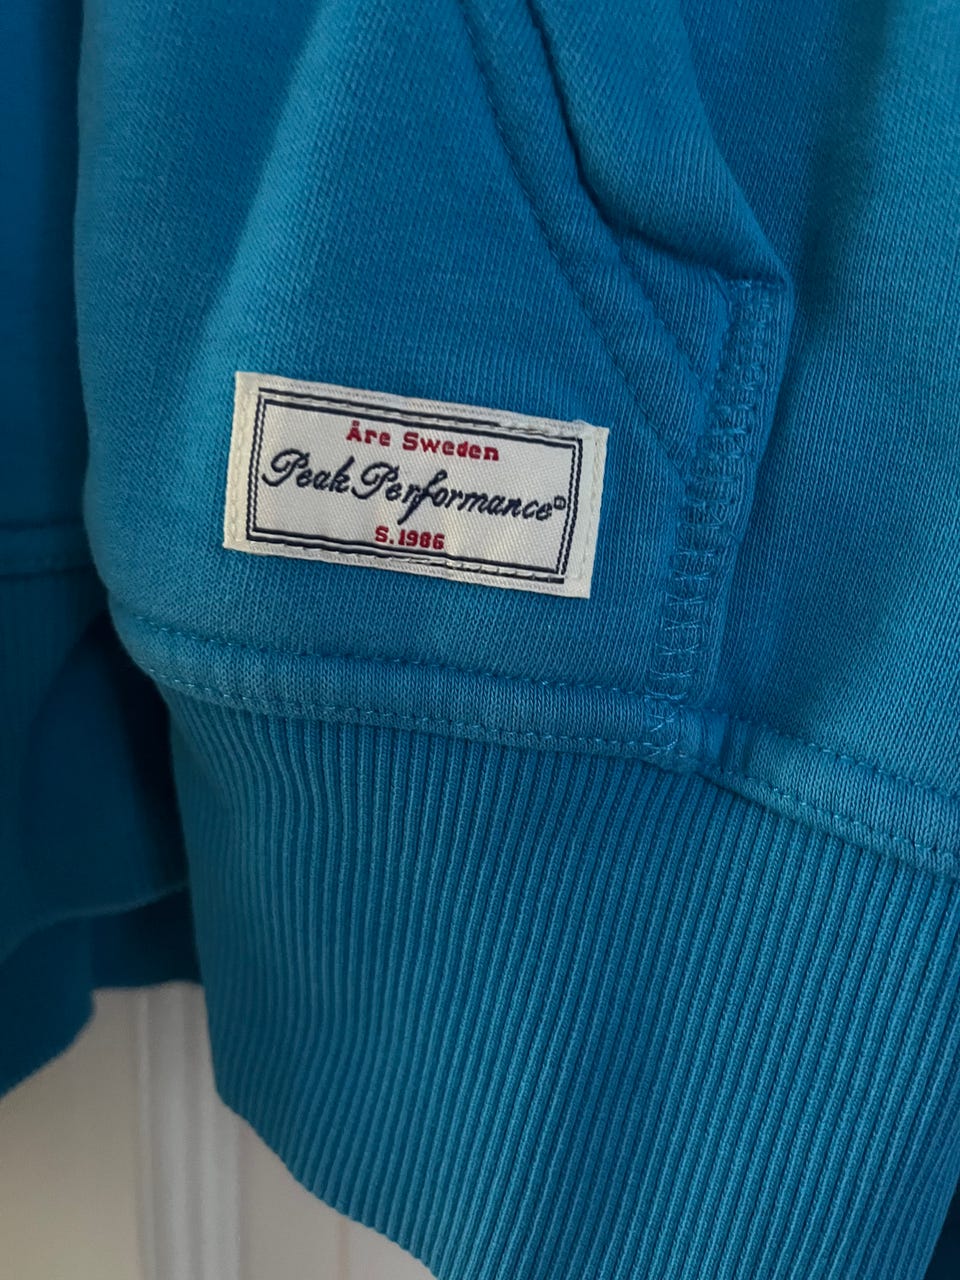 Åre Sweden
Peak Performance®
S. 1986